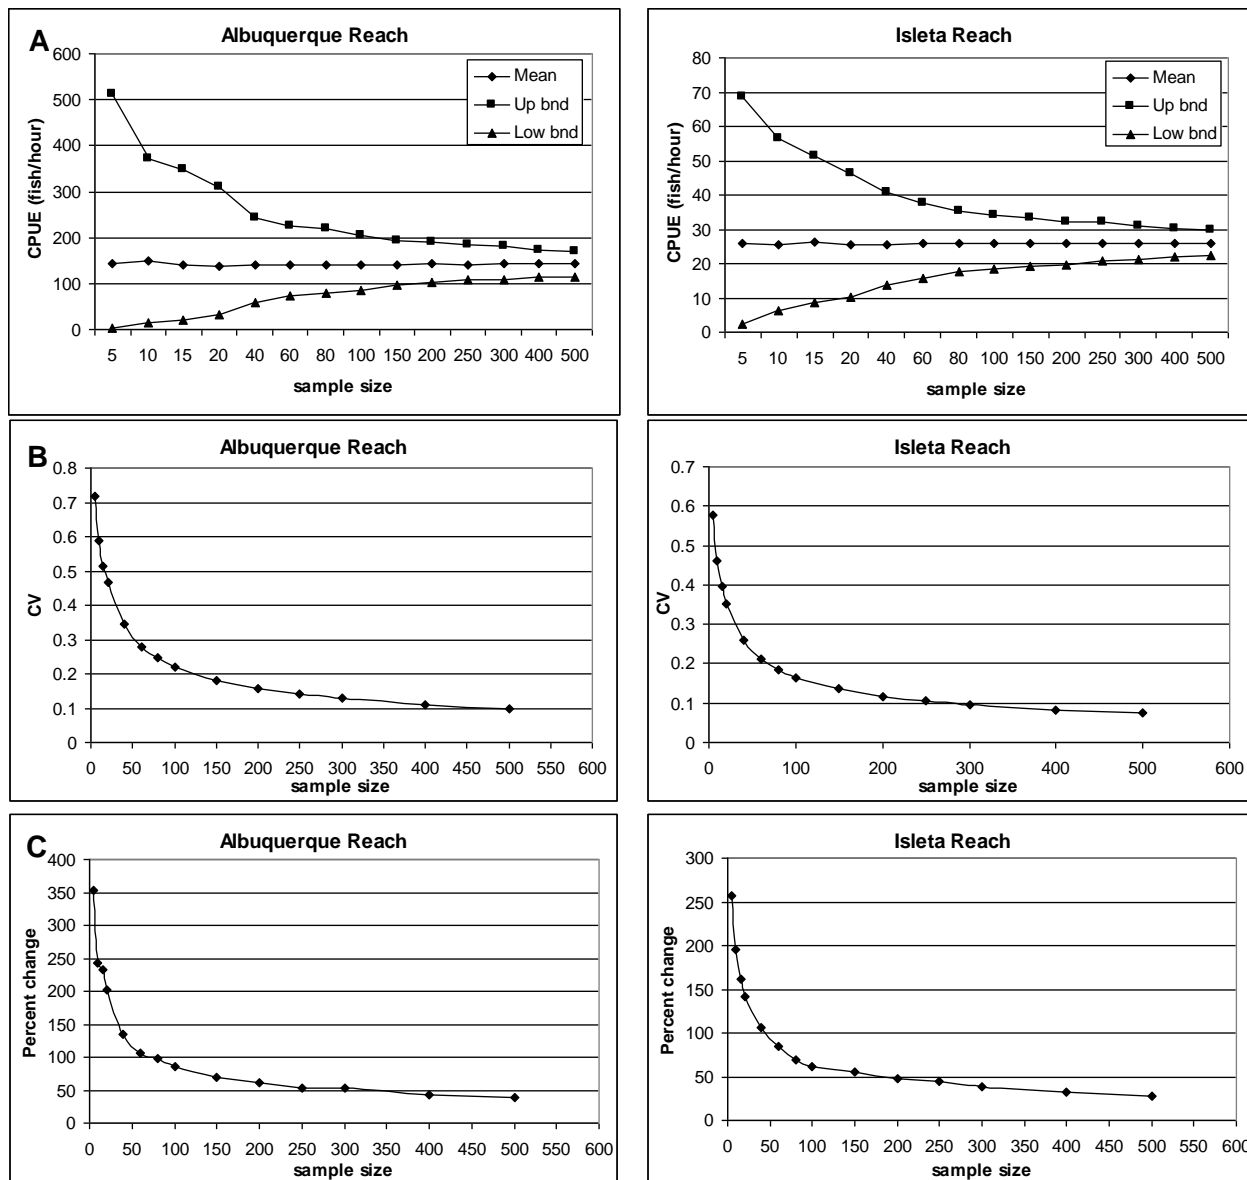 A
Albuquerque Reach
CPUE (fish/hour)
600
500
400
300
200
100
0
Mean
Up bnd
Low bnd
5 10 15 20 40 60 80 100 150 200 250 300 400 500
sample size
Isleta Reach
CPUE (fish/hour)
80
70
60
50
40
30
20
10
0
Mean
Up bnd
Low bnd
5 10 15 20 40 60 80 100 150 200 250 300 400 500
sample size
B
Albuquerque Reach
CV
0.8
0.7
0.6
0.5
0.4
0.3
0.2
0.1
0
0 50 100 150 200 250 300 350 400 450 500 550 600
sample size
Isleta Reach
CV
0.7
0.6
0.5
0.4
0.3
0.2
0.1
0
0 100 200 300 400 500 600
sample size
C
Albuquerque Reach
Percent change
400
350
300
250
200
150
100
50
0
0 50 100 150 200 250 300 350 400 450 500 550 600
sample size
Isleta Reach
Percent change
300
250
200
150
100
50
0
0 50 100 150 200 250 300 350 400 450 500 550 600
sample size